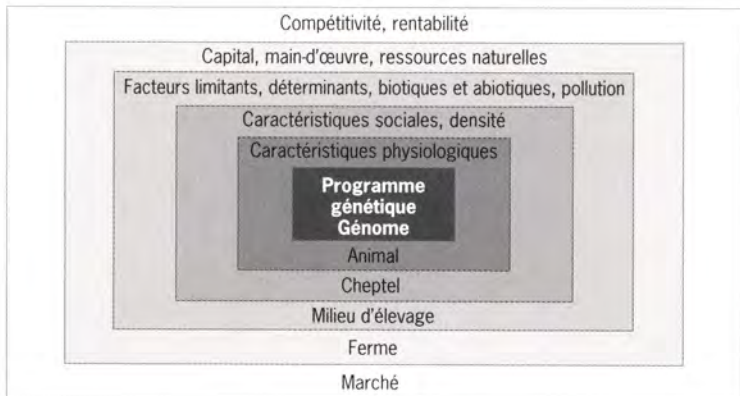 Compétitivité, rentabilité
Capital, main-d'œuvre, ressources naturelles
Facteurs limitants, déterminants, biotiques et abiotiques, pollution
Caractéristiques sociales, densité
Caractéristiques physiologiques
Programme
génétique
Génome
Animal
Cheptel
Milieu d'élevage
Ferme
Marché